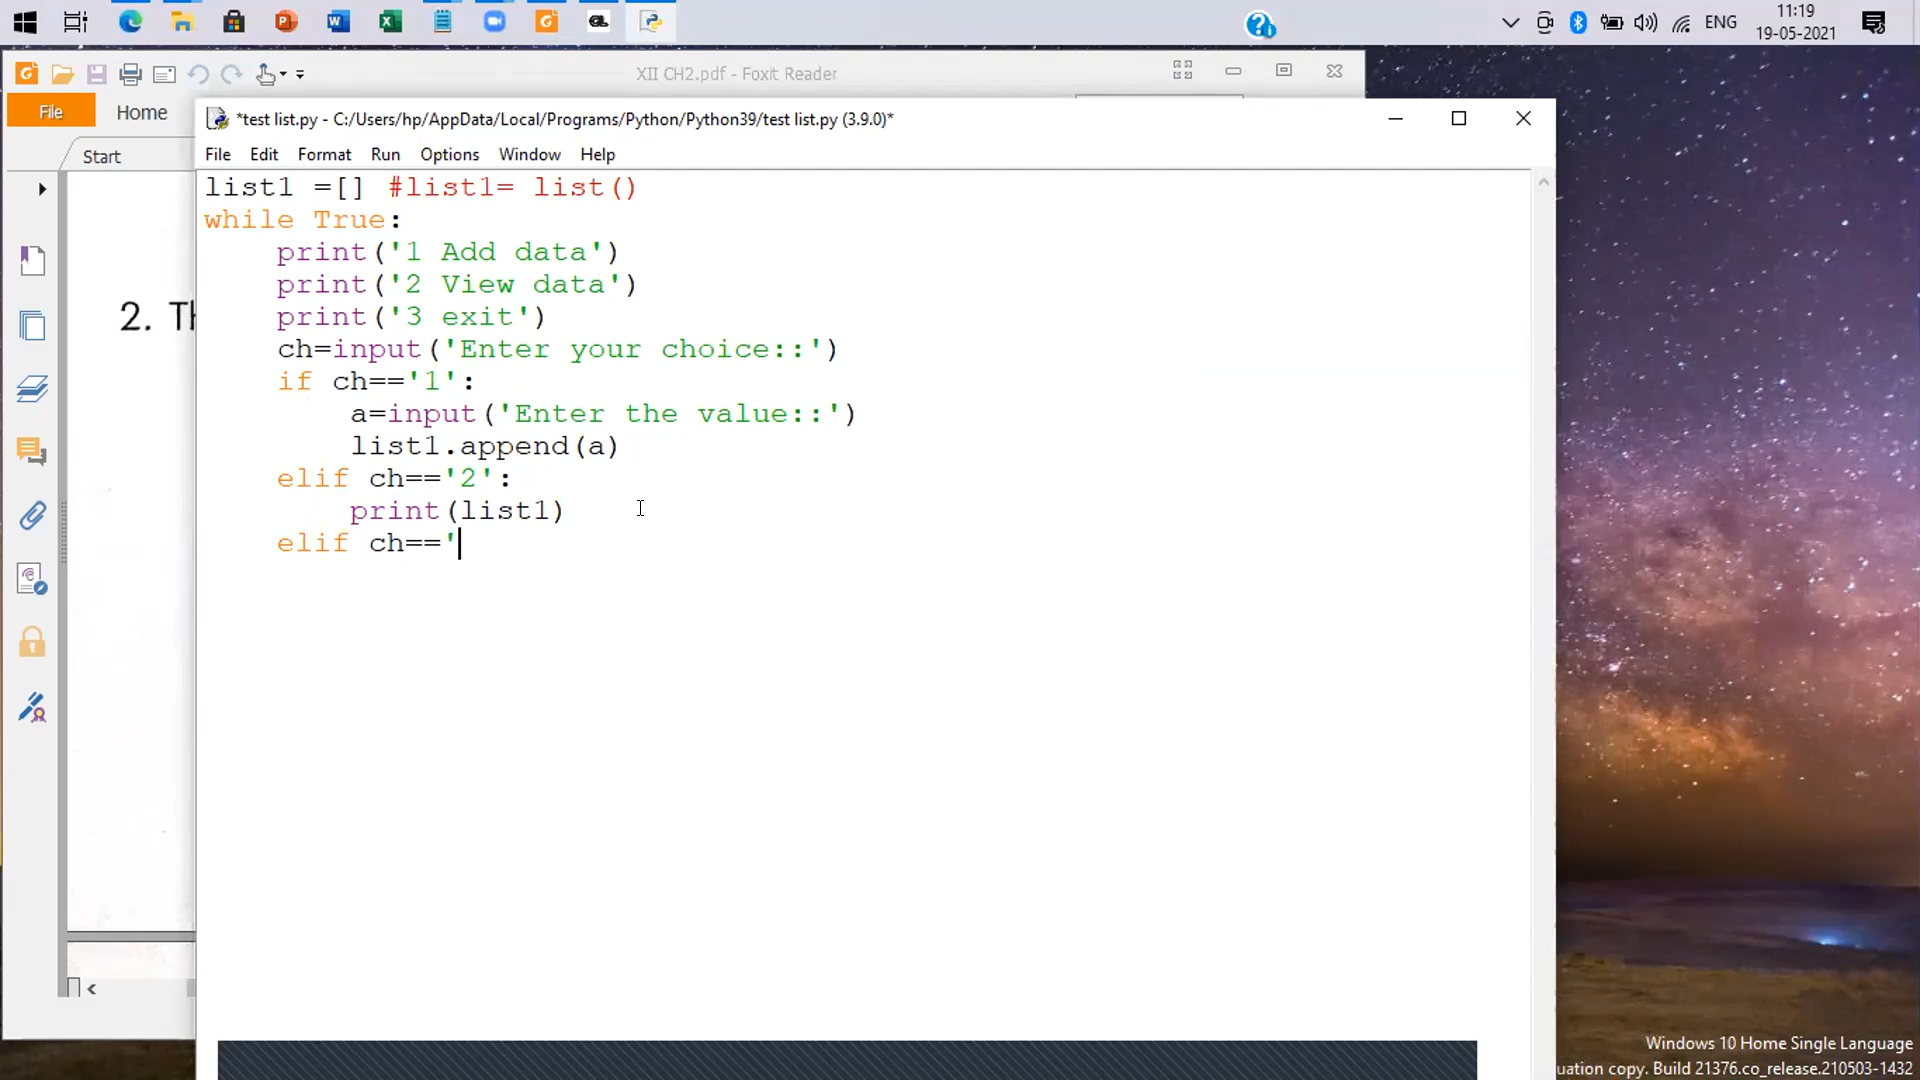 ENG
11:19
19-05-2021
XII CH2.pdf - Foxit Reader
File
Home
Start
2. Th
*test list.py - C:/Users/hp/AppData/Local/Programs/Python/Python39/test list.py (3.9.0)*
File Edit Format Run Options Window Help
list1 =[] #list1= list()
while True:
    print('1 Add data')
    print('2 View data')
    print('3 exit')
    ch=input('Enter your choice::')
    if ch=='1':
        a=input('Enter the value::')
        list1.append(a)
    elif ch=='2':
        print(list1)
    elif ch=='
Windows 10 Home Single Language
uation copy. Build 21376.co_release.210503-1432